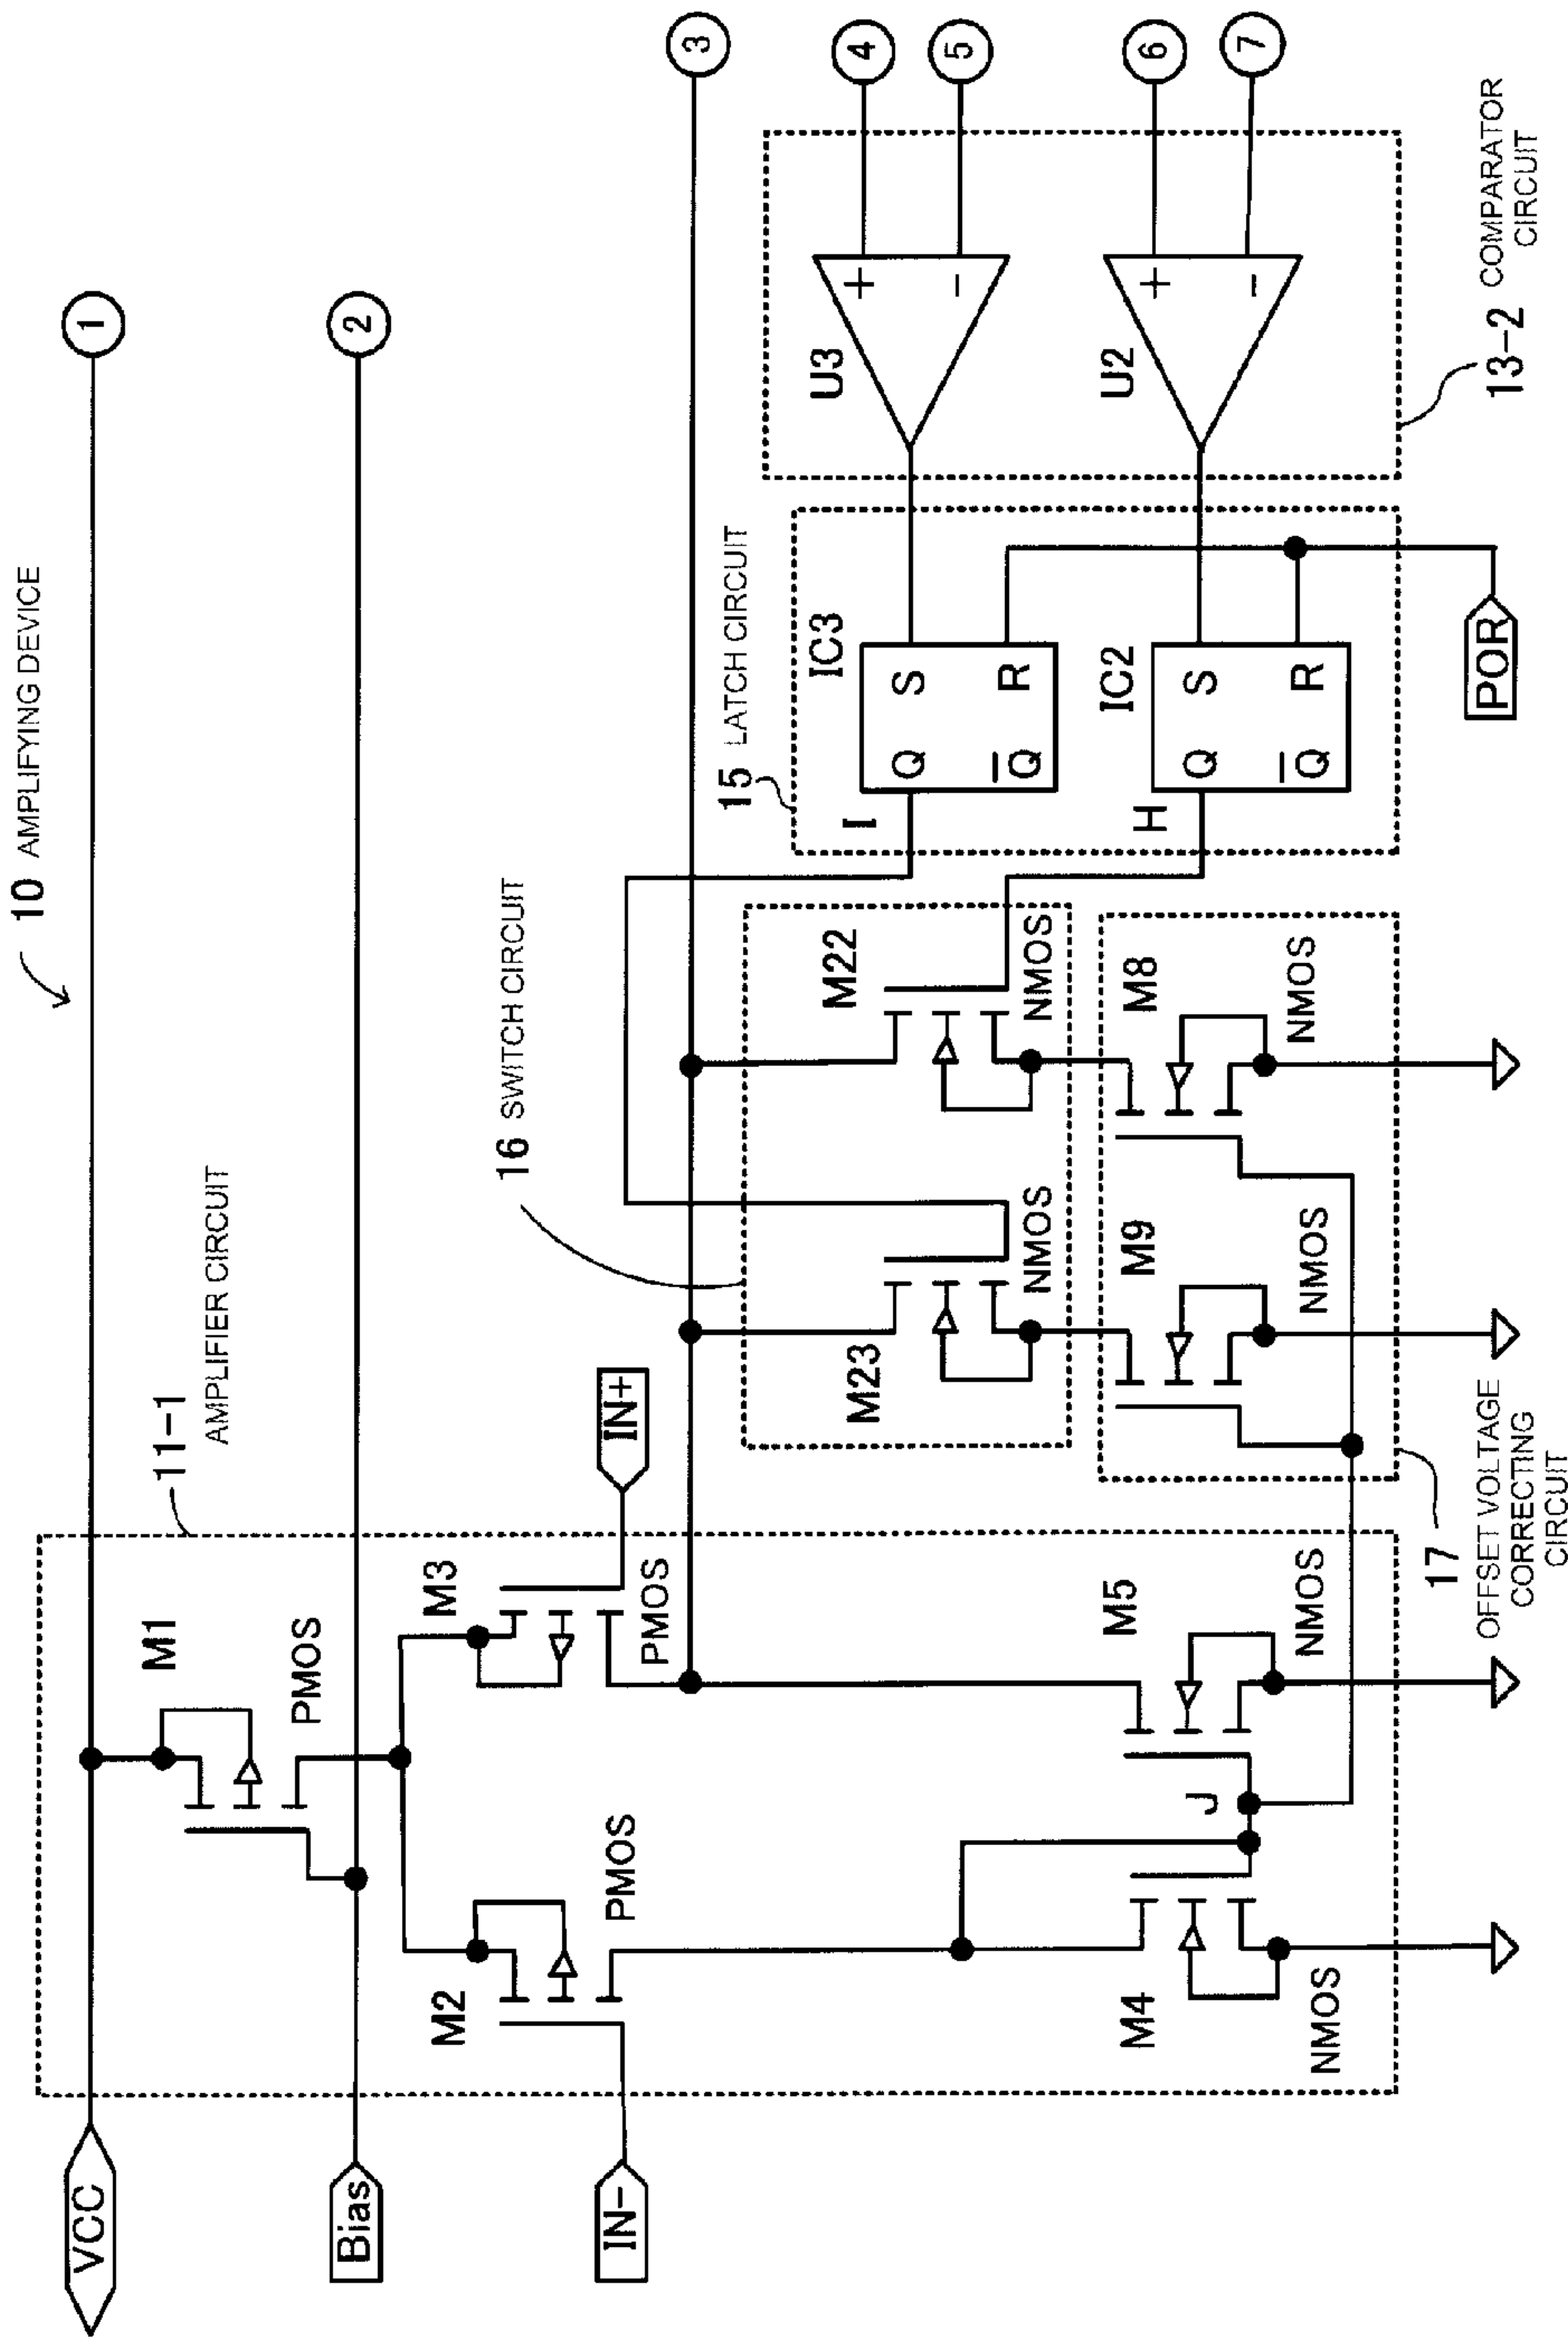 10 AMPLIFYING DEVICE
VCC
1
Bias
2
11-1 AMPLIFIER CIRCUIT
M1
PMOS
M2
PMOS
M3
PMOS
IN-
IN+
3
M4
NMOS
J
M5
NMOS
16 SWITCH CIRCUIT
M23
NMOS
M22
NMOS
M9
NMOS
M8
NMOS
17 OFFSET VOLTAGE
CORRECTING
CIRCUIT
15 LATCH CIRCUIT
I
IC3
Q S
Q R
H
IC2
Q S
Q R
POR
U3
+
-
4
5
U2
+
-
6
7
13-2 COMPARATOR
CIRCUIT